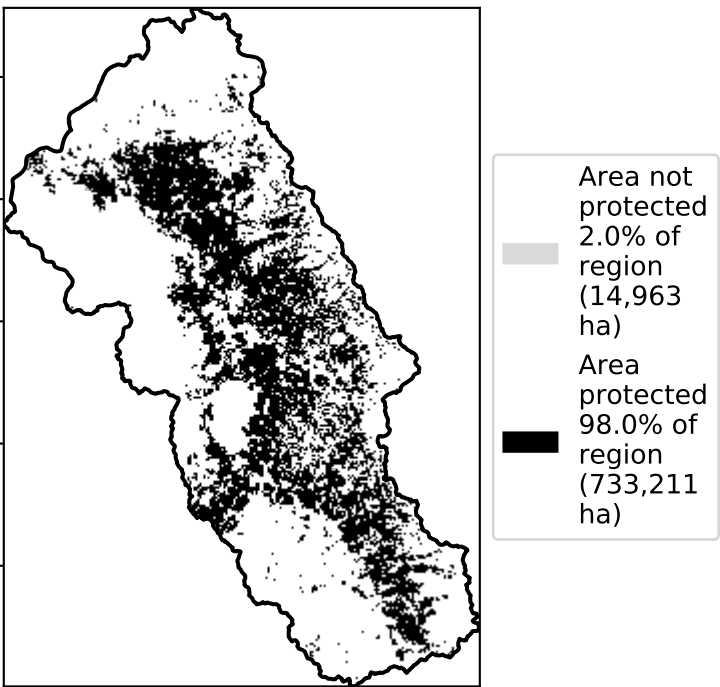 Area not
protected
2.0% of
region
(14,963
ha)
Area
protected
98.0% of
region
(733,211
ha)